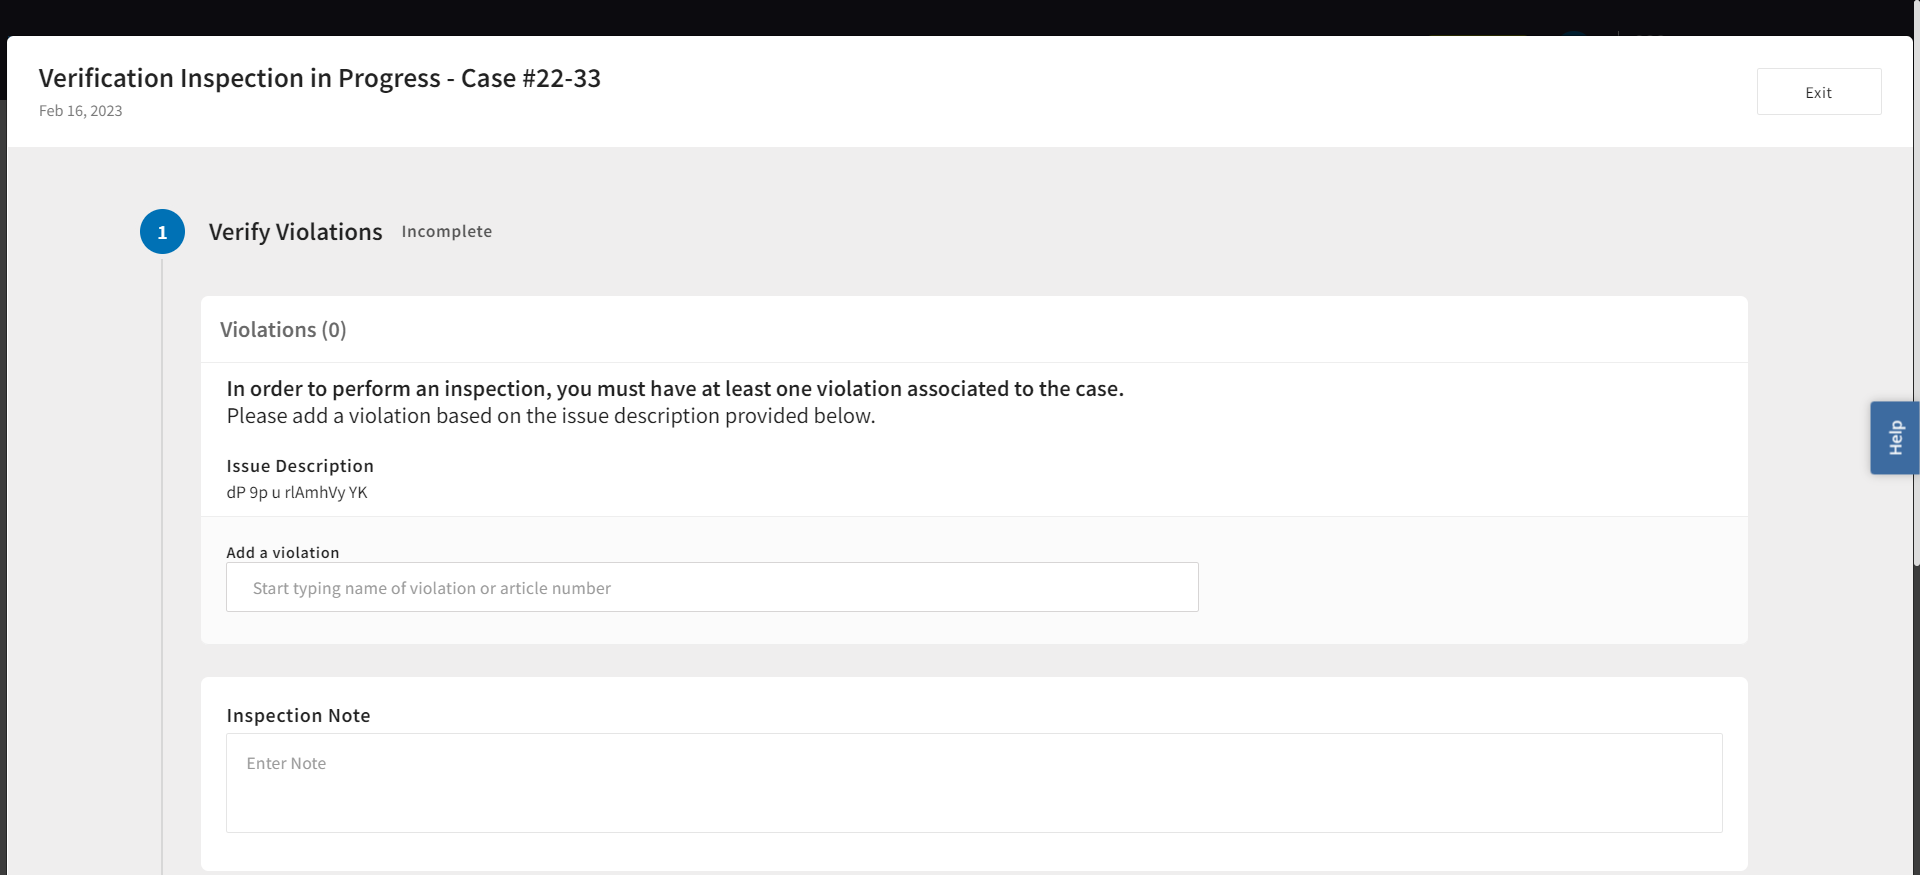 Verification Inspection in Progress - Case #22-33
Feb 16, 2023
Exit
1
Verify Violations Incomplete
Violations (0)
In order to perform an inspection, you must have at least one violation associated to the case.
Please add a violation based on the issue description provided below.
Issue Description
dP 9p u rlAmhVy YK
Add a violation
Start typing name of violation or article number
Help
Inspection Note
Enter Note